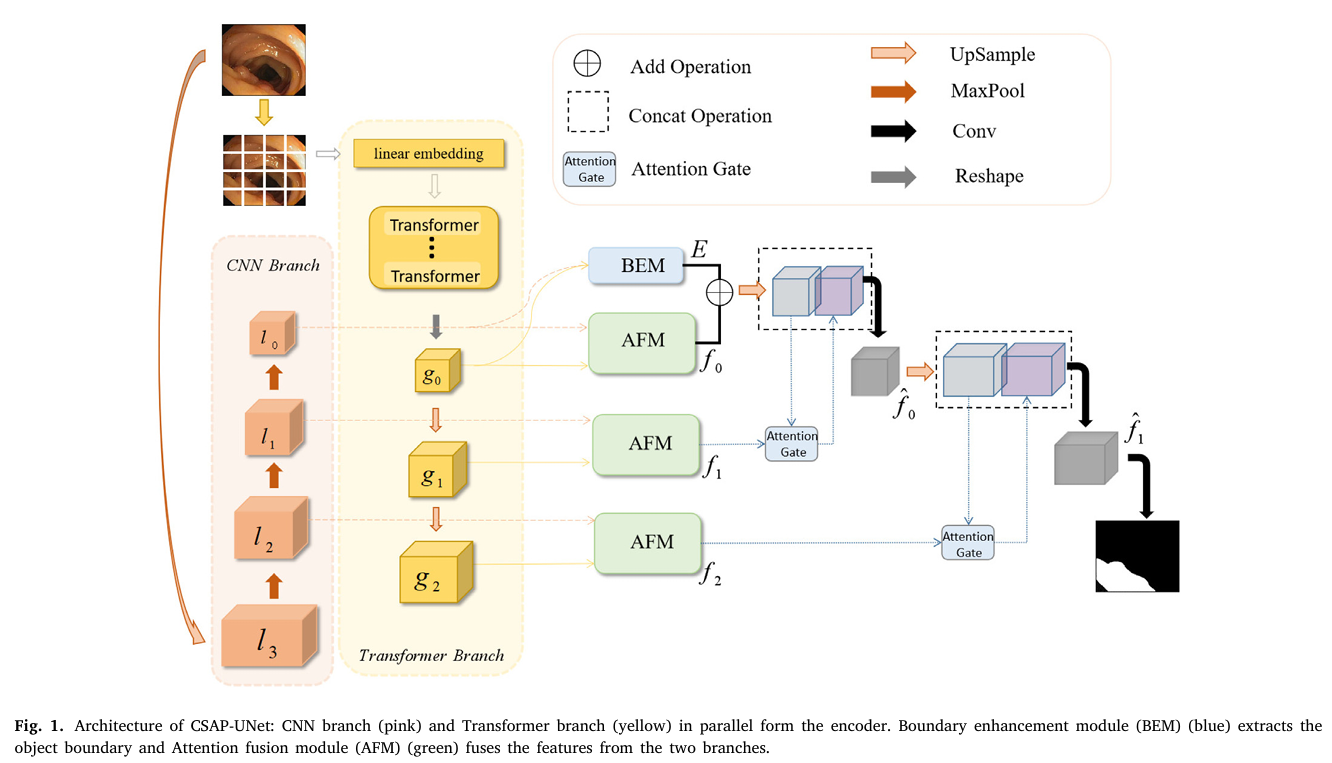 Add Operation
Concat Operation
Attention
Gate
Attention Gate
UpSample
MaxPool
Conv
Reshape
linear embedding
Transformer
Transformer
CNN Branch
l0
l1
l2
l3
g0
g1
g2
Transformer Branch
BEM
E
AFM
f0
AFM
f1
AFM
f2
Attention
Gate
f̂0
Attention
Gate
f̂1
Fig. 1. Architecture of CSAP-UNet: CNN branch (pink) and Transformer branch (yellow) in parallel form the encoder. Boundary enhancement module (BEM) (blue) extracts the
object boundary and Attention fusion module (AFM) (green) fuses the features from the two branches.